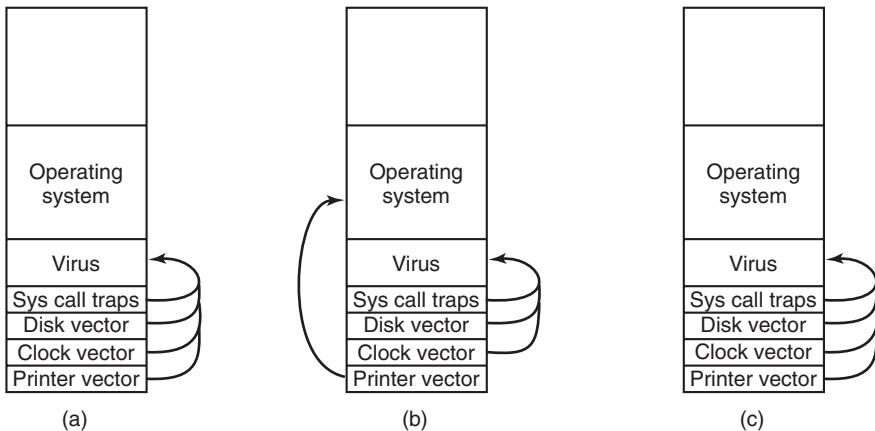 Operating
system
Virus
Sys call traps
Disk vector
Clock vector
Printer vector
(a)
Operating
system
Virus
Sys call traps
Disk vector
Clock vector
Printer vector
(b)
Operating
system
Virus
Sys call traps
Disk vector
Clock vector
Printer vector
(c)